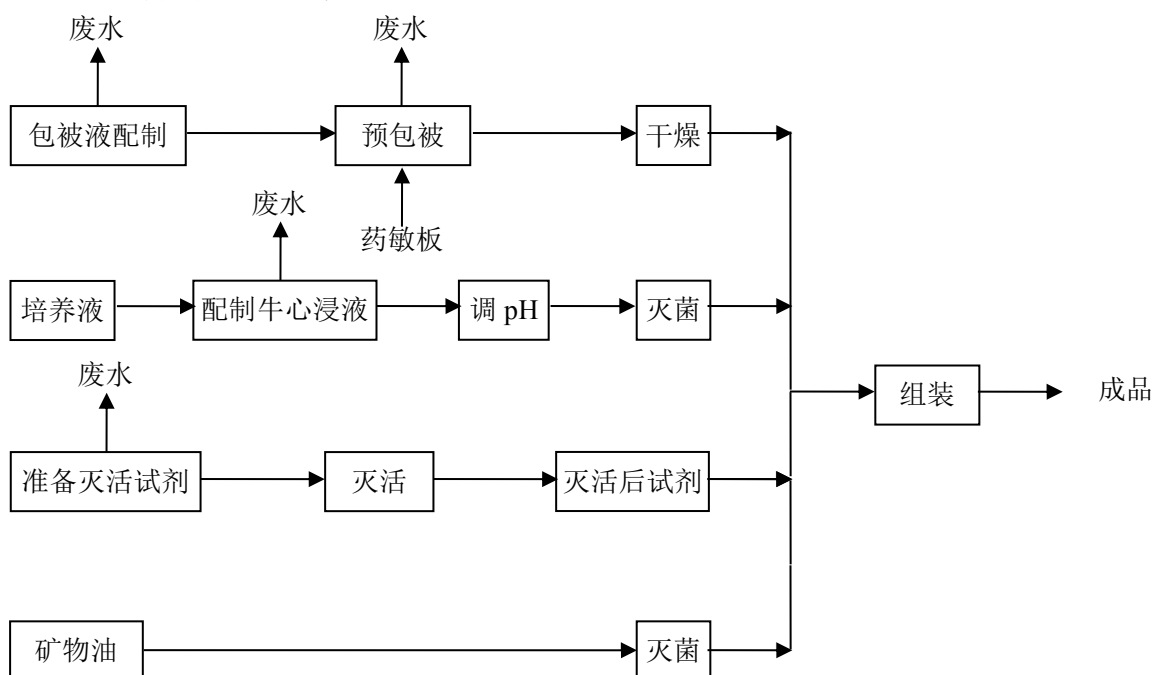 废水
废水
包被液配制
预包被
干燥
废水
药敏板
培养液
配制牛心浸液
调 pH
灭菌
废水
组装
成品
准备灭活试剂
灭活
灭活后试剂
矿物油
灭菌